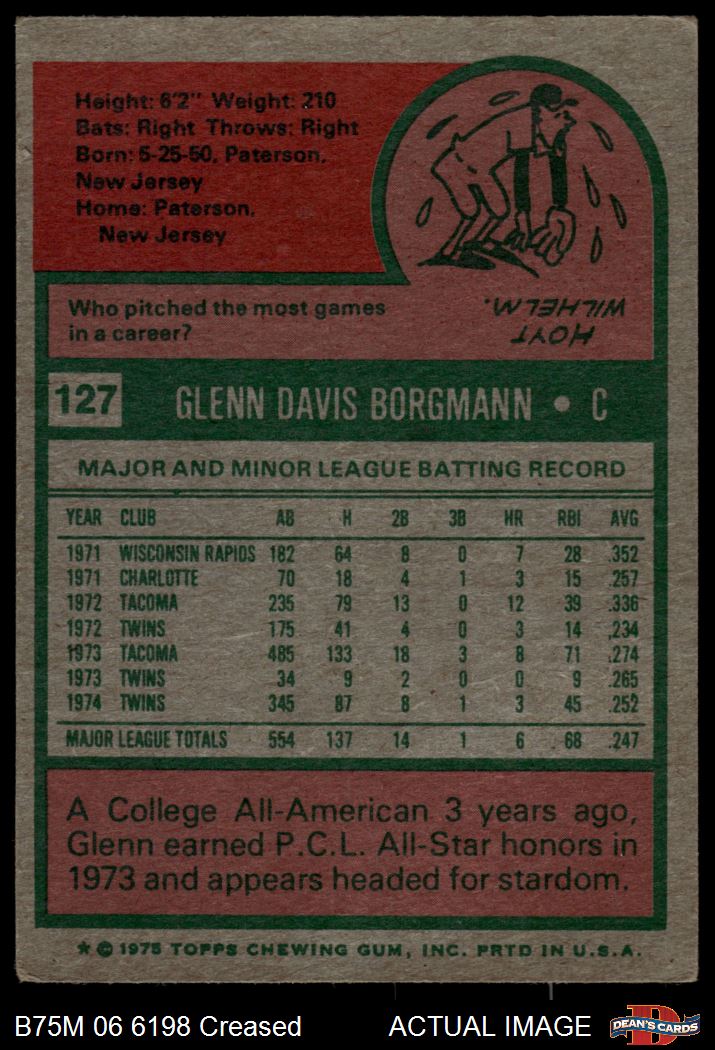 Height: 6'2" Weight: 210
Bats: Right Throws: Right
Born: 5-25-50, Paterson,
New Jersey
Home: Paterson,
New Jersey
Who pitched the most games
in a career?
HOYT
WILHELM.
127 GLENN DAVIS BORGMANN • C
MAJOR AND MINOR LEAGUE BATTING RECORD
YEAR CLUB AB H 2B 3B HR RBI AVG
1971 WISCONSIN RAPIDS 182 64 8 0 7 28 .352
1971 CHARLOTTE 70 18 4 1 3 15 .257
1972 TACOMA 235 79 13 0 12 39 .336
1972 TWINS 175 41 4 0 3 14 .234
1973 TACOMA 485 133 18 3 8 71 .274
1973 TWINS 34 9 2 0 0 9 .265
1974 TWINS 345 87 8 1 3 45 .252
MAJOR LEAGUE TOTALS 554 137 14 1 6 68 .247
A College All-American 3 years ago,
Glenn earned P.C.L. All-Star honors in
1973 and appears headed for stardom.
★ © 1975 TOPPS CHEWING GUM, INC. PRTD IN U.S.A.
B75M 06 6198 Creased ACTUAL IMAGE
D
DEAN'S CARDS